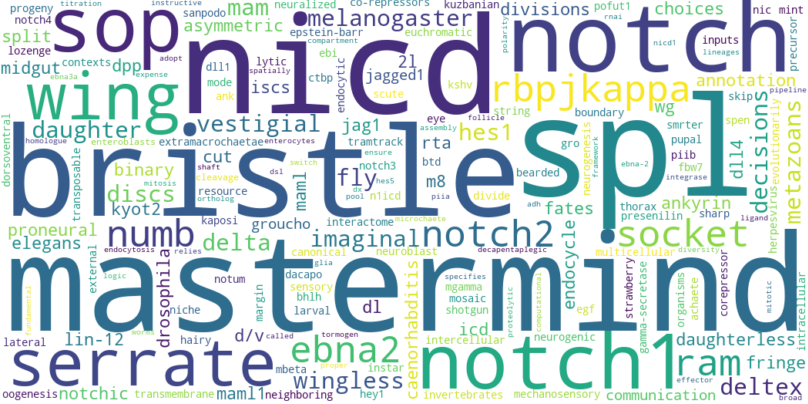 progeny sanpodo neuralized co-repressors pofut1 rnai nic mint
notch4 sop asymmetric mam kuzbanian divisions choices adopt inputs precursor
lozenge epstein-barr melanogaster euchromatic compartment notch
split contexts dpp dll1 ebi lytic 2l nicd polarity nicd1 lineages
midgut mode iscs ctbp jagged1 endocytic rbpjkappa annotation pipeline
ebna3a expense ank spatially kshv scute string skip
wing nicd hes1 boundary wg spen evolutionarily
dorsoventral daughter vestigial jag1 eye assembly follicle smrter pupal
homologue enteroblasts extramacrochaetae enterocytes tramtrack rta gro neurogenesis framework piib dll4 decisions metazoans
transposable shaft binary cut switch notch3 btd spl ebna-2 fbw7
bristle mitosis cleavage dsl ensure hes5 m8 bearded integrase ankyrin
discs resource ortholog maml1 fly dx n1icd divide fates thorax presenilin herpesvirus
kyot2 kaposi pool piia microchaete adh sharp ligand
proneural numb groucho interactome notch2 socket
elegans delta imaginal decapentaplegic multicellular diversity
external endocytosis canonical neuroblast endocycle strawberry corepressor
logic relies dacapo glia caenorhabditis specifies mgamma proteolytic organisms mitotic
mastermind drosophila notum sensory bhlh mosaic computational gamma-secretase achaete intracellular
fundamental niche margin larval dl shotgun egf
lateral lin-12 d/v called tormogen icd intercellular neurogenic daughterless
hairy worms ebna2 proper instar notch1 ram fringe
serrate mbeta wingless effector deltex
oogenesis notchic transmembrane maml1 neighboring hey1 invertebrates mechanosensory communication broad